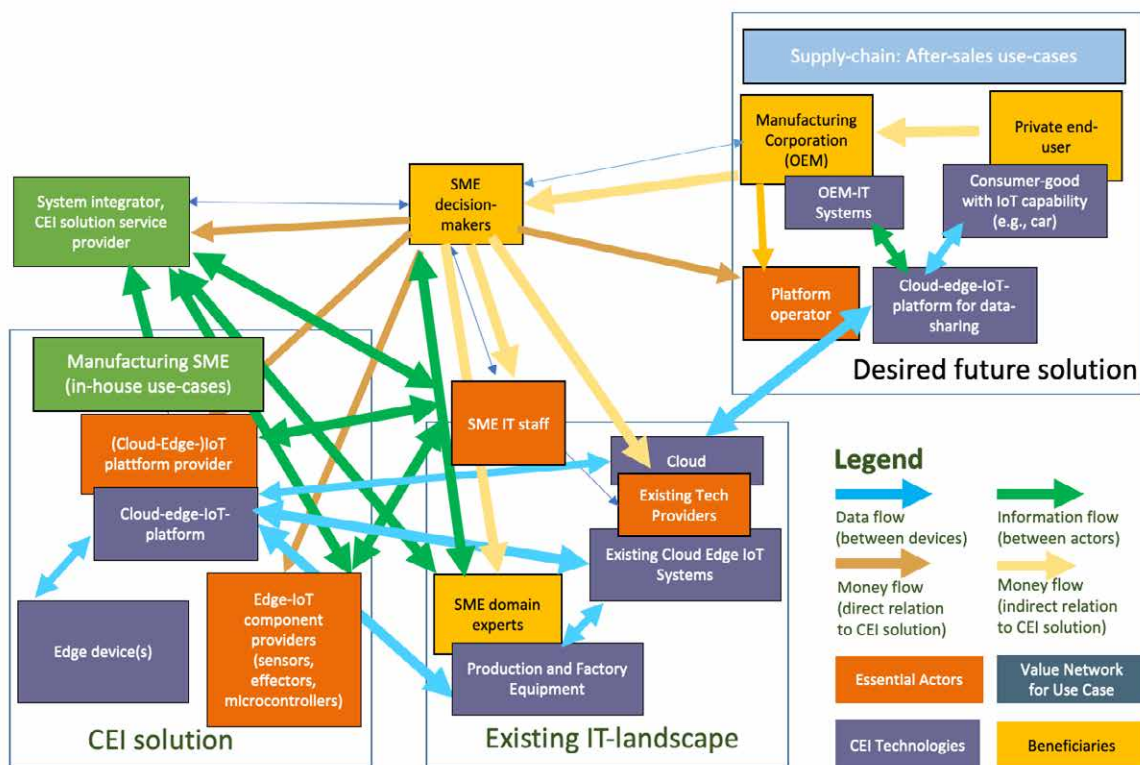 Supply-chain: After-sales use-cases
Manufacturing
Corporation
(OEM)
Private end-
user
OEM-IT
Systems
Consumer-good
with IoT capability
(e.g., car)
Platform
operator
Cloud-edge-IoT-
platform for data-
sharing
Desired future solution
System integrator,
CEI solution service
provider
SME
decision-
makers
Manufacturing SME
(in-house use-cases)
(Cloud-Edge-)IoT
plattform provider
Cloud-edge-IoT-
platform
Edge device(s)
Edge-IoT
component
providers
(sensors,
effectors,
microcontrollers)
CEI solution
SME IT staff
Cloud
Existing Tech
Providers
Existing Cloud Edge IoT
Systems
SME domain
experts
Production and Factory
Equipment
Existing IT-landscape
Legend
Data flow
(between devices)
Information flow
(between actors)
Money flow
(direct relation
to CEI solution)
Money flow
(indirect relation
to CEI solution)
Essential Actors
Value Network
for Use Case
CEI Technologies
Beneficiaries